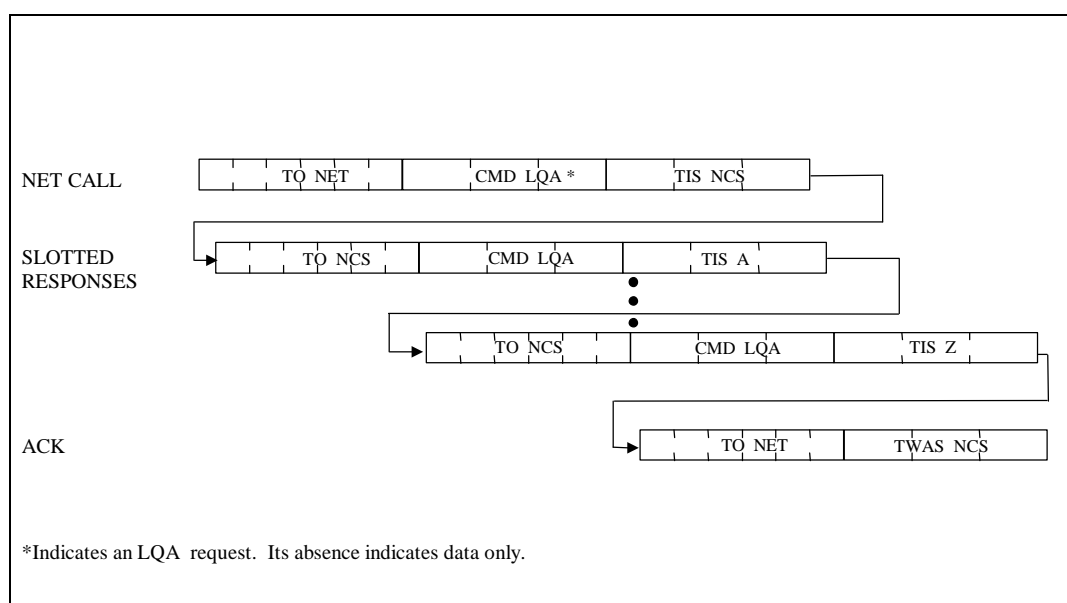 NET CALL
TO NET CMD LQA * TIS NCS
SLOTTED
RESPONSES
TO NCS CMD LQA TIS A
TO NCS CMD LQA TIS Z
ACK
TO NET TWAS NCS
*Indicates an LQA request. Its absence indicates data only.